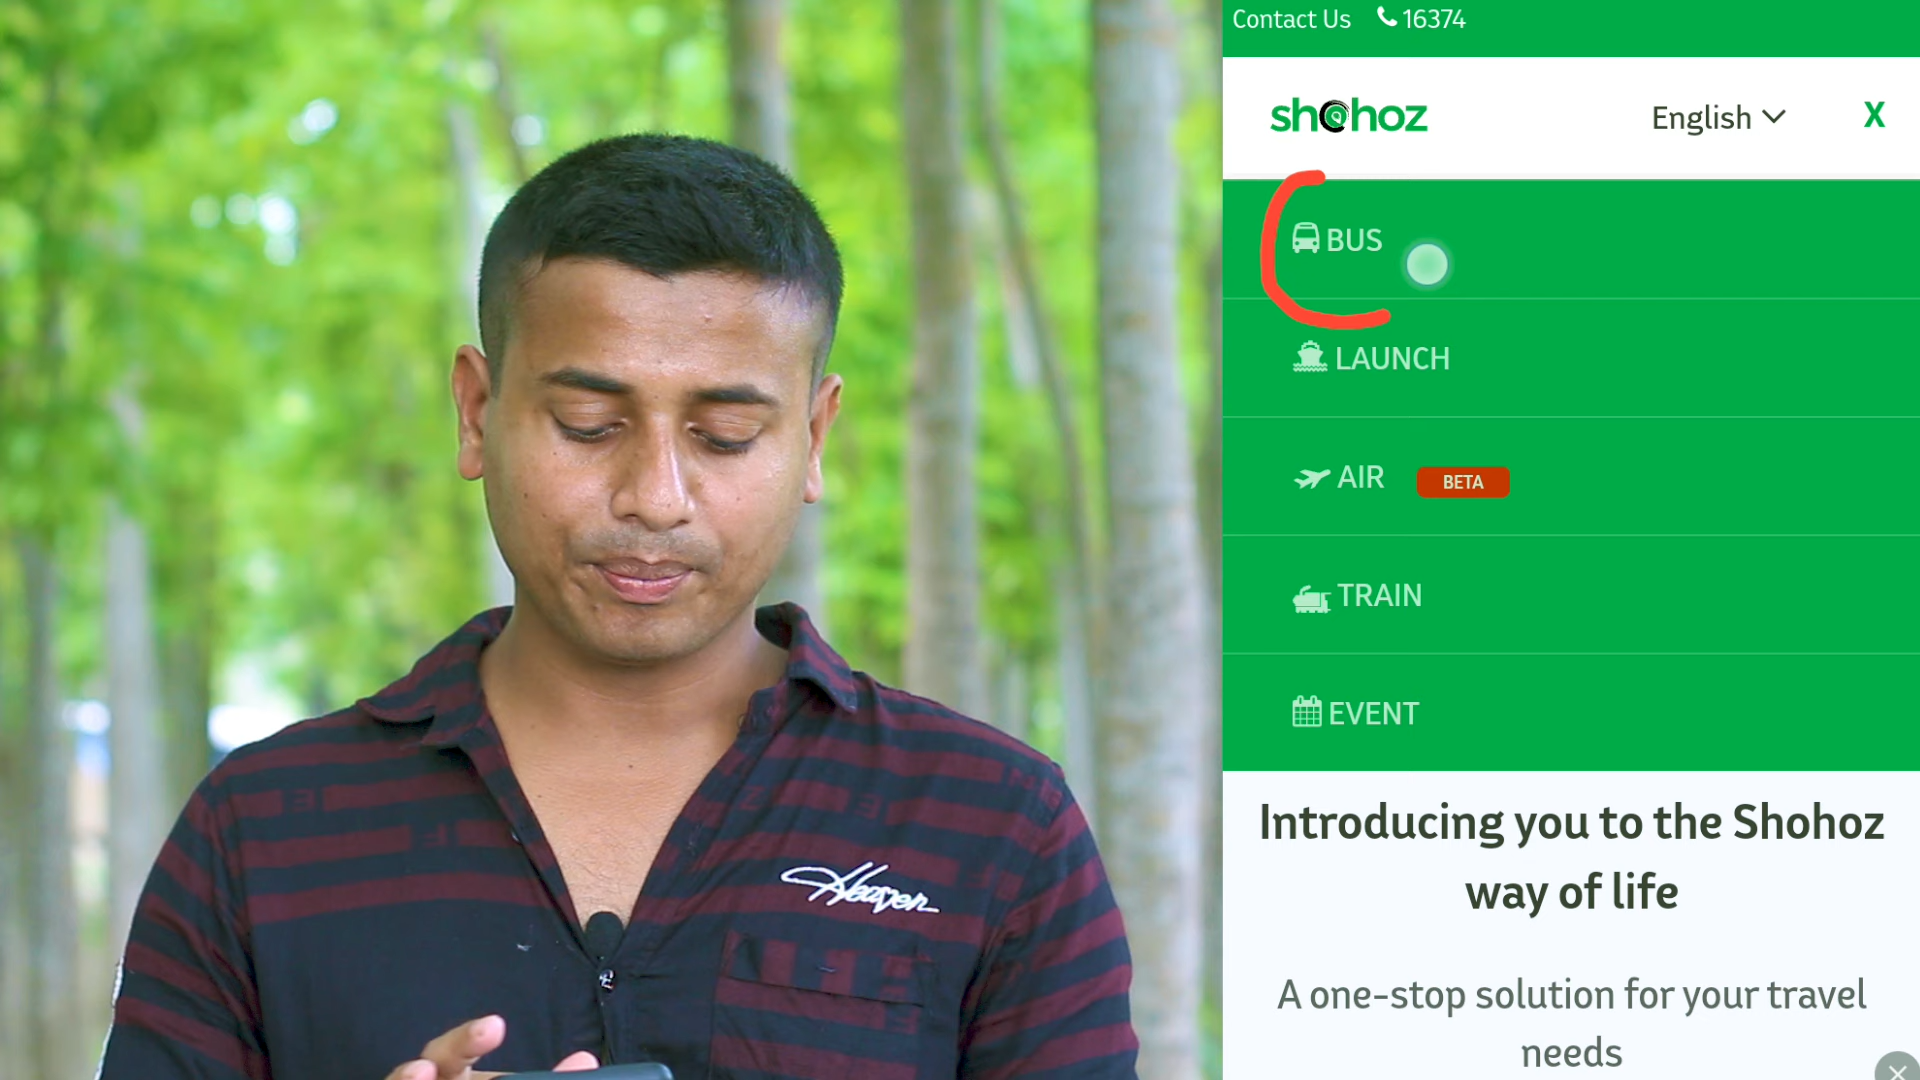 Contact Us 16374
shohoz English X
BUS
LAUNCH
AIR BETA
TRAIN
EVENT
Introducing you to the Shohoz
way of life
A one-stop solution for your travel
needs
Heaven